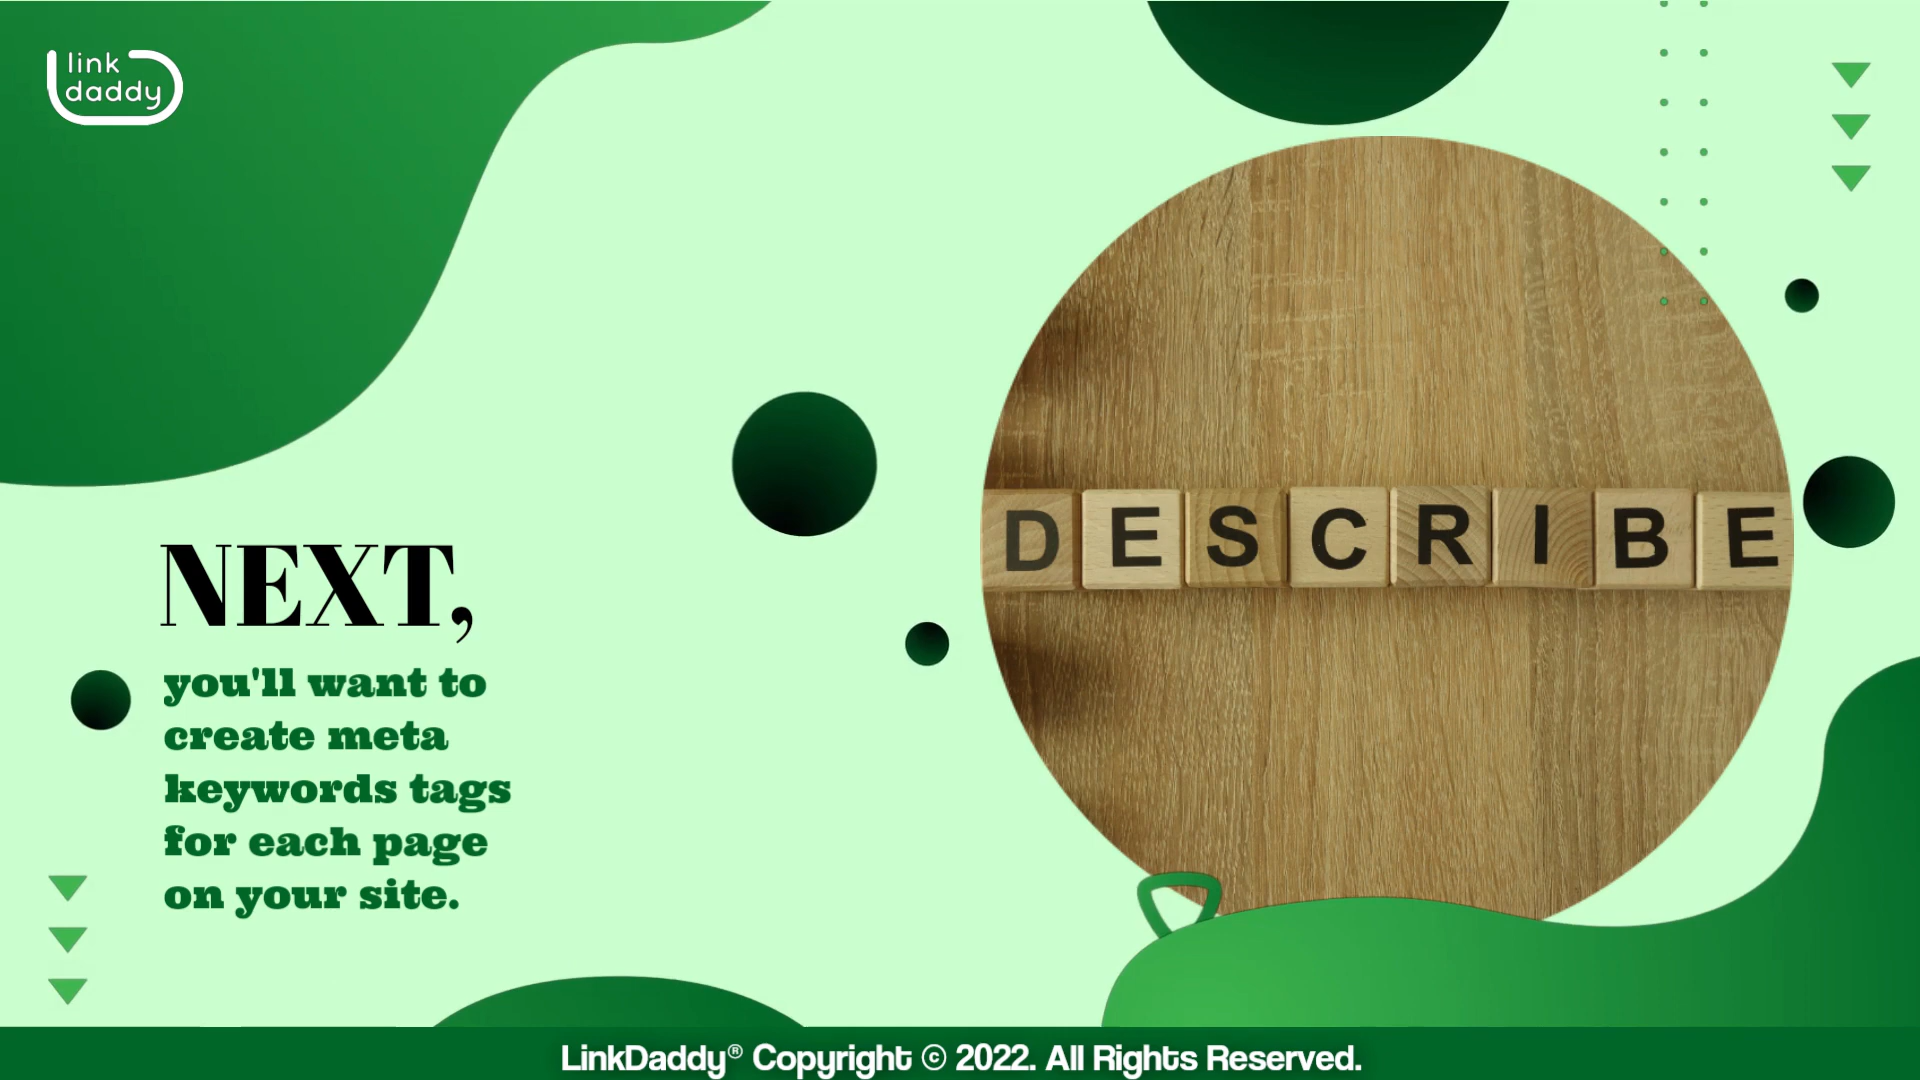 link
daddy
DESCRIBE
NEXT,
you'll want to
create meta
keywords tags
for each page
on your site.
LinkDaddy® Copyright © 2022. All Rights Reserved.